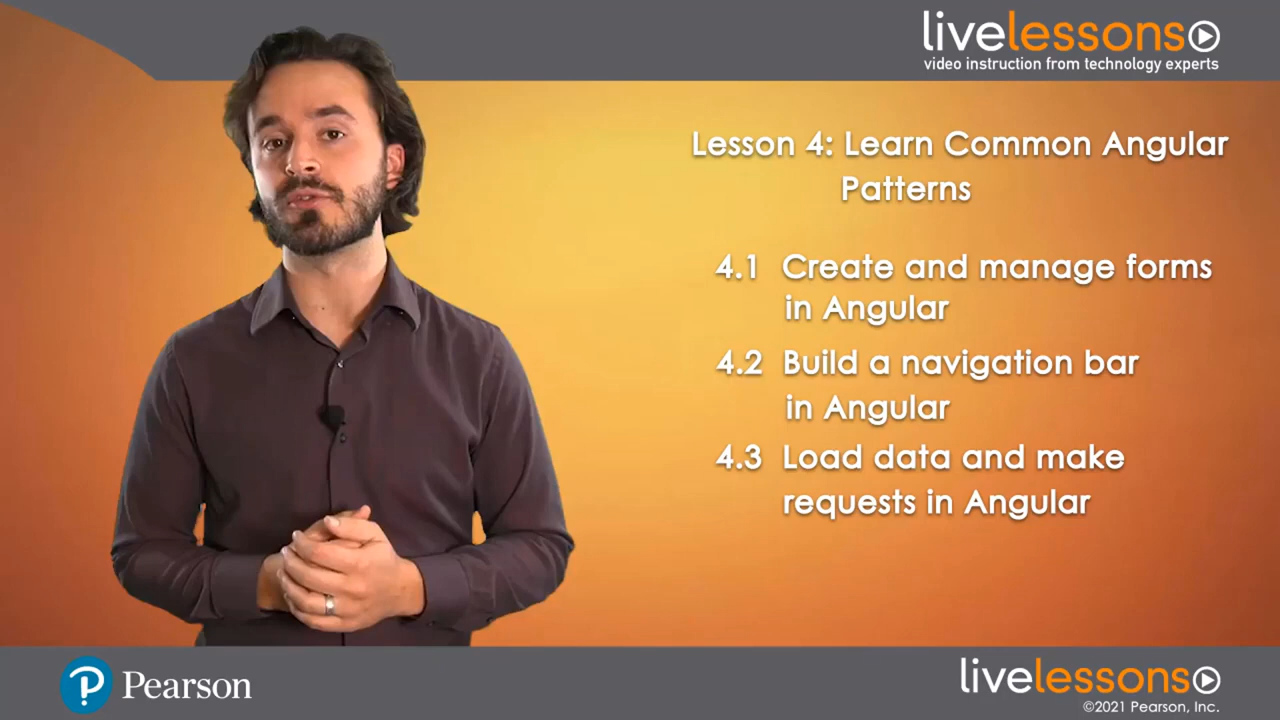 livelessons
video instruction from technology experts
Lesson 4: Learn Common Angular
Patterns
4.1 Create and manage forms
in Angular
4.2 Build a navigation bar
in Angular
4.3 Load data and make
requests in Angular
Pearson
livelessons
©2021 Pearson, Inc.